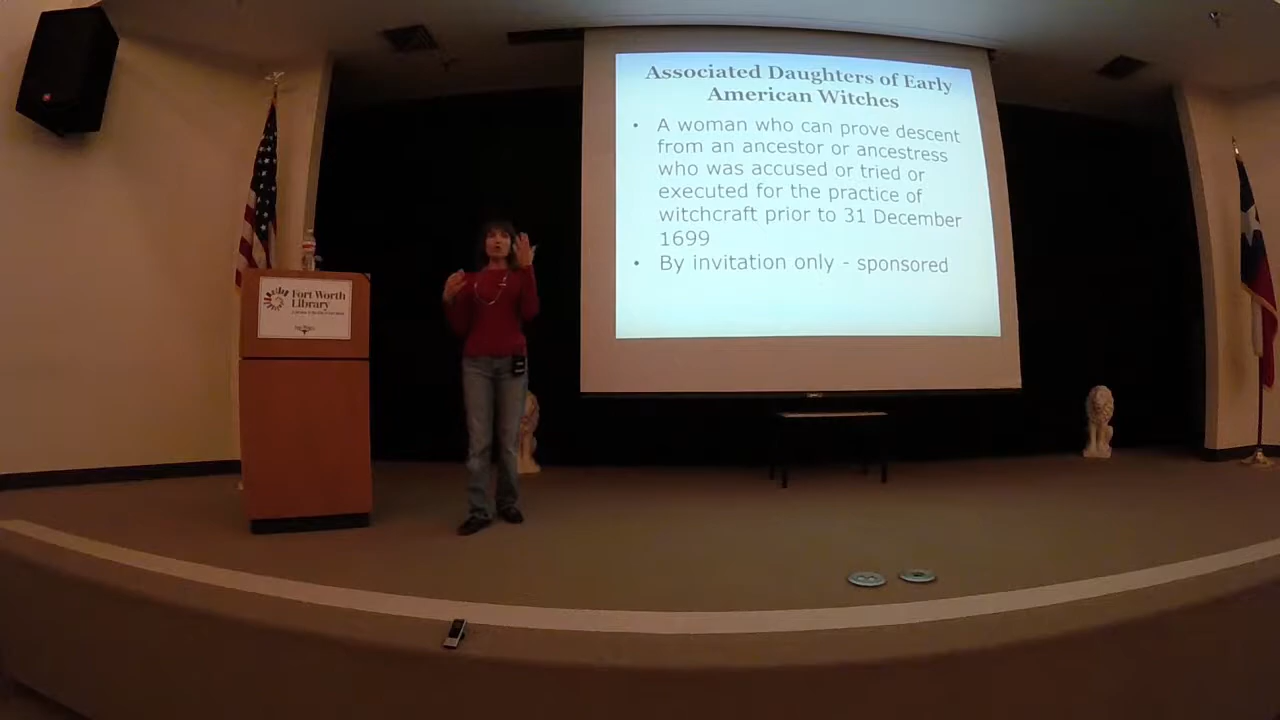 Associated Daughters of Early
American Witches
• A woman who can prove descent
from an ancestor or ancestress
who was accused or tried or
executed for the practice of
witchcraft prior to 31 December
1699
• By invitation only - sponsored
Fort Worth
Library